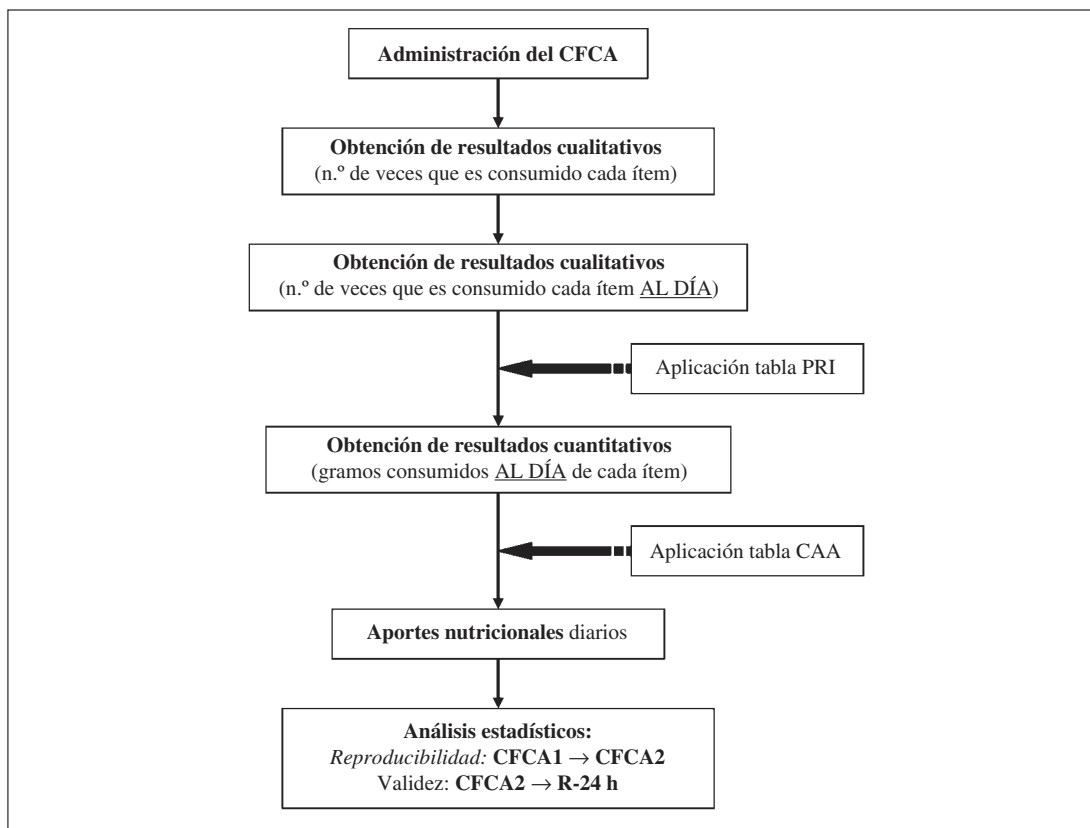 Administración del CFCA
Obtención de resultados cualitativos
(n.º de veces que es consumido cada ítem)
Obtención de resultados cualitativos
(n.º de veces que es consumido cada ítem AL DÍA)
Aplicación tabla PRI
Obtención de resultados cuantitativos
(gramos consumidos AL DÍA de cada ítem)
Aplicación tabla CAA
Aportes nutricionales diarios
Análisis estadísticos:
Reproducibilidad: CFCA1 → CFCA2
Validez: CFCA2 → R-24 h